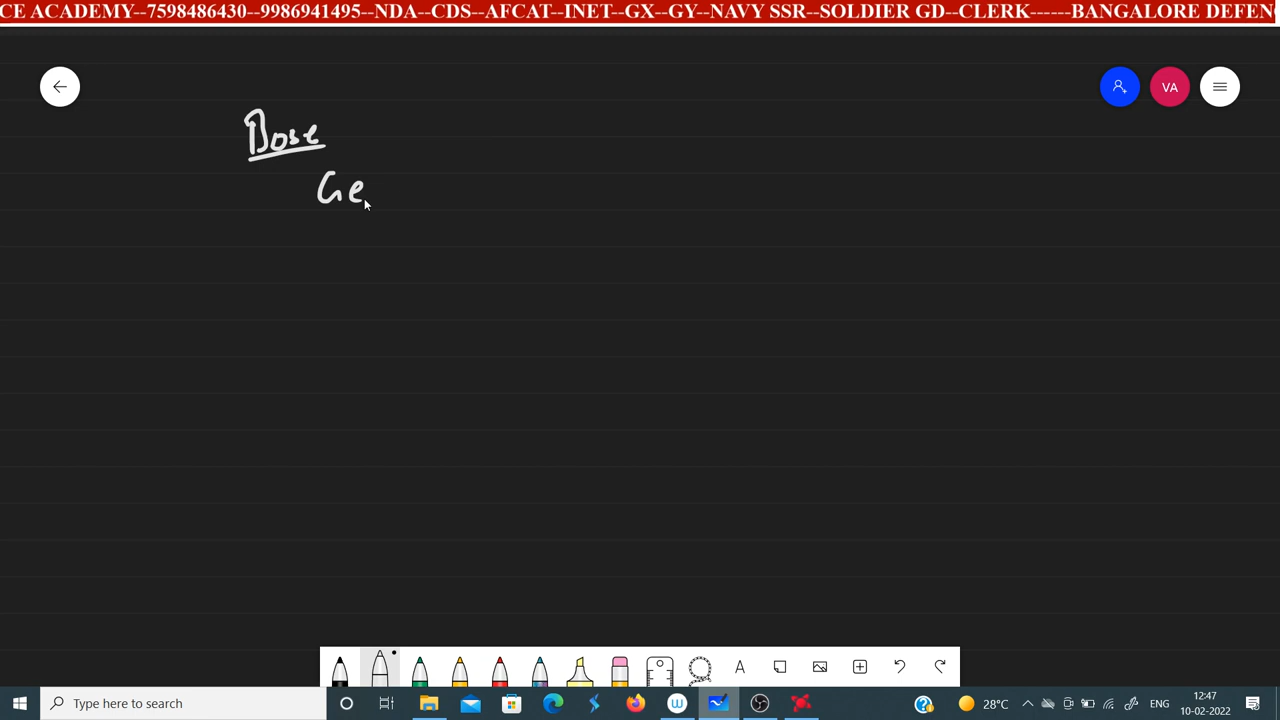 CE ACADEMY--7598486430--9986941495--NDA--CDS--AFCAT--INET--GX--GY--NAVY SSR--SOLDIER GD--CLERK------BANGALORE DEFEN
VA
Bose
Ge
A
Type here to search
28°C
ENG
12:47
10-02-2022